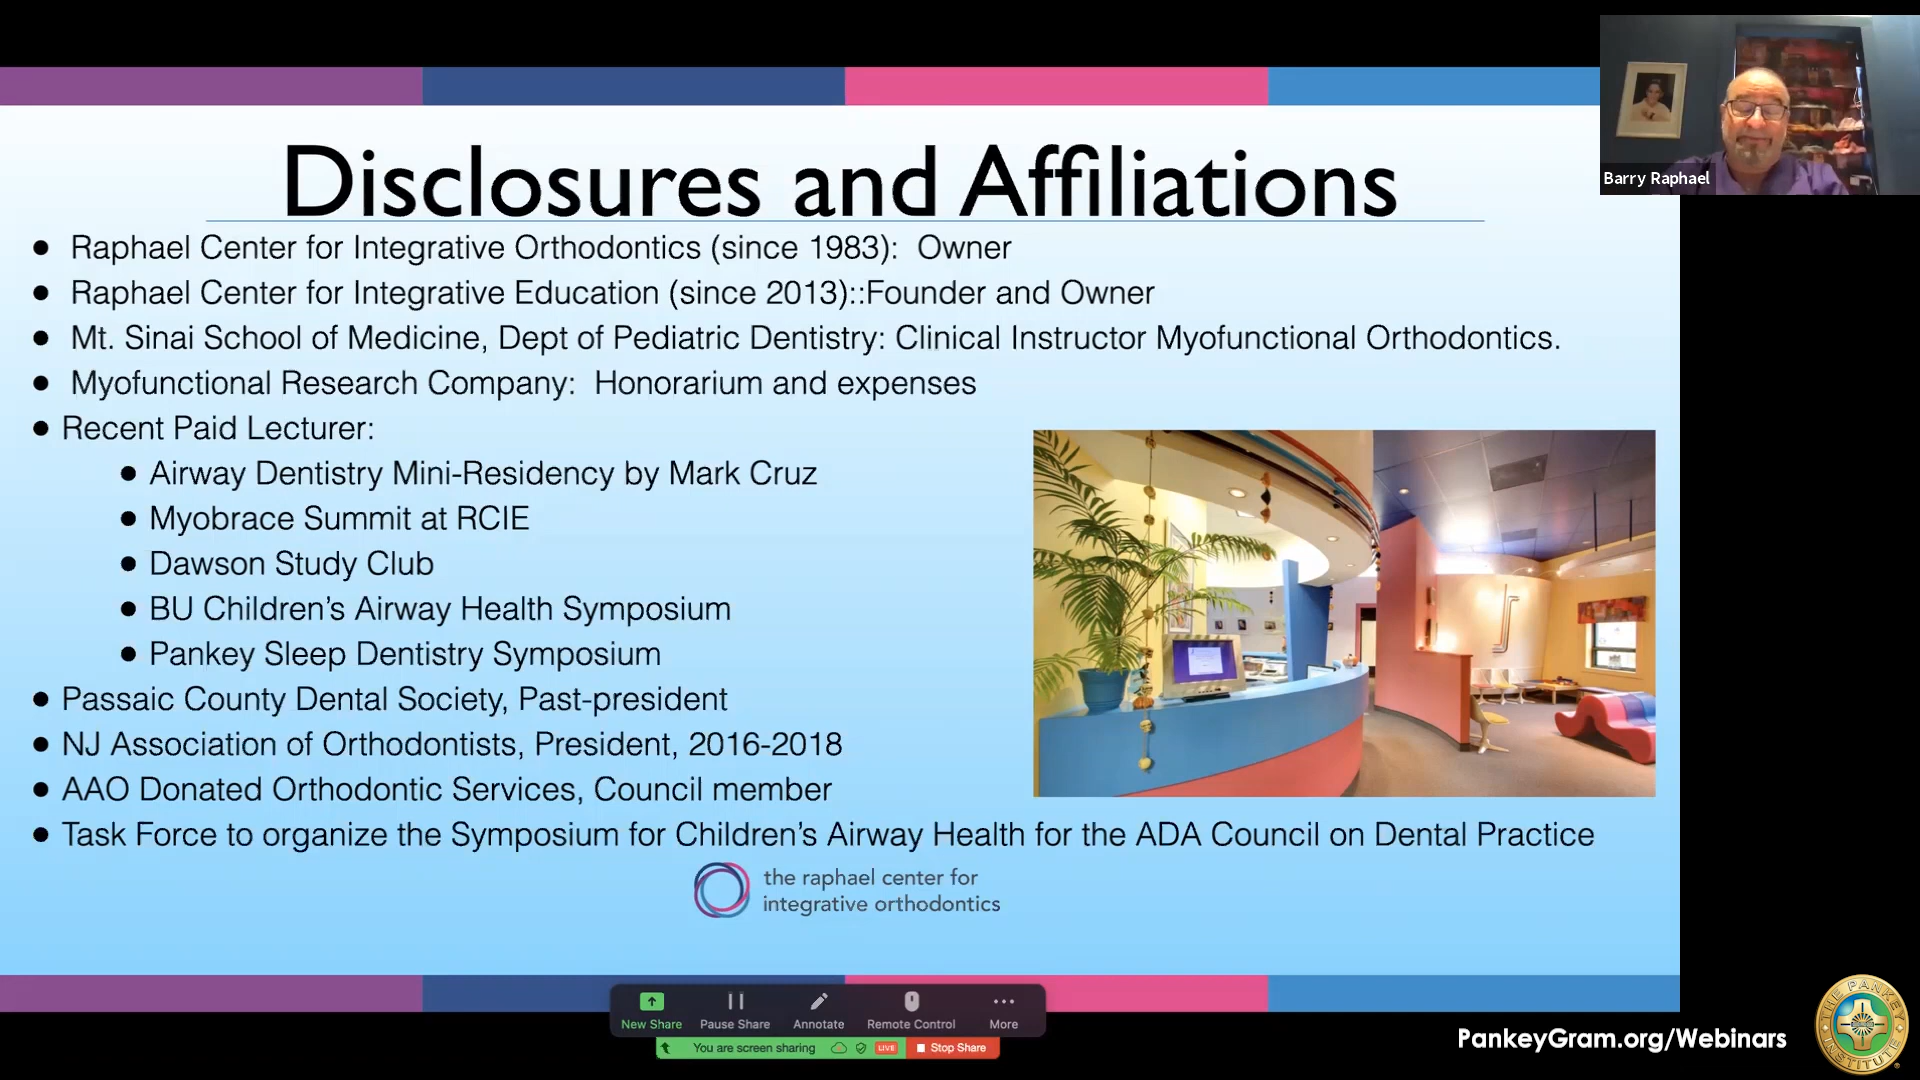 Disclosures and Affiliations
• Raphael Center for Integrative Orthodontics (since 1983):  Owner
• Raphael Center for Integrative Education (since 2013)::Founder and Owner
• Mt. Sinai School of Medicine, Dept of Pediatric Dentistry: Clinical Instructor Myofunctional Orthodontics.
• Myofunctional Research Company:  Honorarium and expenses
• Recent Paid Lecturer:
• Airway Dentistry Mini-Residency by Mark Cruz
• Myobrace Summit at RCIE
• Dawson Study Club
• BU Children’s Airway Health Symposium
• Pankey Sleep Dentistry Symposium
• Passaic County Dental Society, Past-president
• NJ Association of Orthodontists, President, 2016-2018
• AAO Donated Orthodontic Services, Council member
• Task Force to organize the Symposium for Children’s Airway Health for the ADA Council on Dental Practice
the raphael center for
integrative orthodontics
Barry Raphael
New Share
Pause Share
Annotate
Remote Control
More
You are screen sharing
LIVE
Stop Share
PankeyGram.org/Webinars
THE PANKEY INSTITUTE